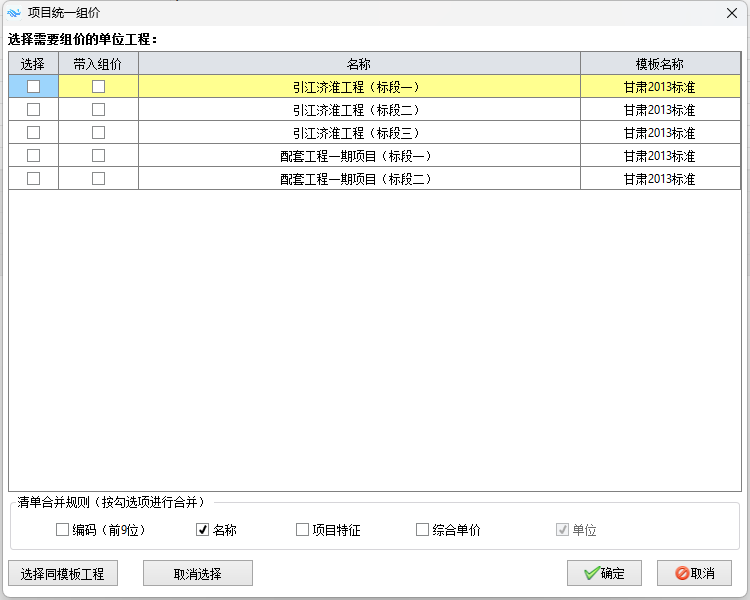 项目统一组价
选择需要组价的单位工程：
选择 带入组价 名称 模板名称
引江济淮工程（标段一） 甘肃2013标准
引江济淮工程（标段二） 甘肃2013标准
引江济淮工程（标段三） 甘肃2013标准
配套工程一期项目（标段一） 甘肃2013标准
配套工程一期项目（标段二） 甘肃2013标准
清单合并规则（按勾选项进行合并）
编码（前9位） 名称 项目特征 综合单价 单位
选择同模板工程 取消选择 确定 取消